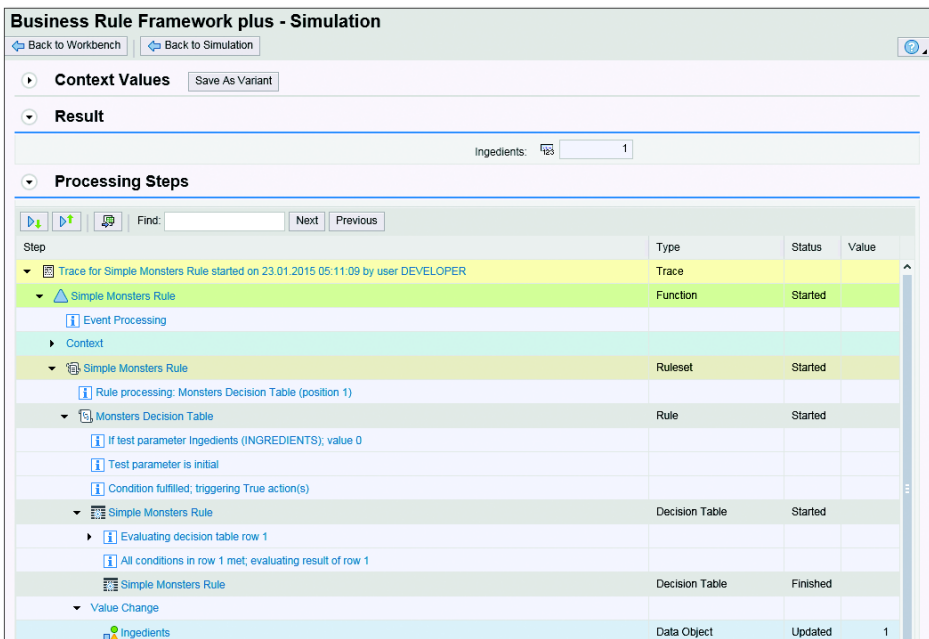 Business Rule Framework plus - Simulation
Back to Workbench Back to Simulation
Context Values Save As Variant
Result
Ingedients: 123 1
Processing Steps
Find: Next Previous
Step Type Status Value
Trace for Simple Monsters Rule started on 23.01.2015 05:11:09 by user DEVELOPER Trace
Simple Monsters Rule Function Started
Event Processing
Context
Simple Monsters Rule Ruleset Started
Rule processing: Monsters Decision Table (position 1)
Monsters Decision Table Rule Started
If test parameter Ingedients (INGREDIENTS); value 0
Test parameter is initial
Condition fulfilled; triggering True action(s)
Simple Monsters Rule Decision Table Started
Evaluating decision table row 1
All conditions in row 1 met; evaluating result of row 1
Simple Monsters Rule Decision Table Finished
Value Change
Ingedients Data Object Updated 1